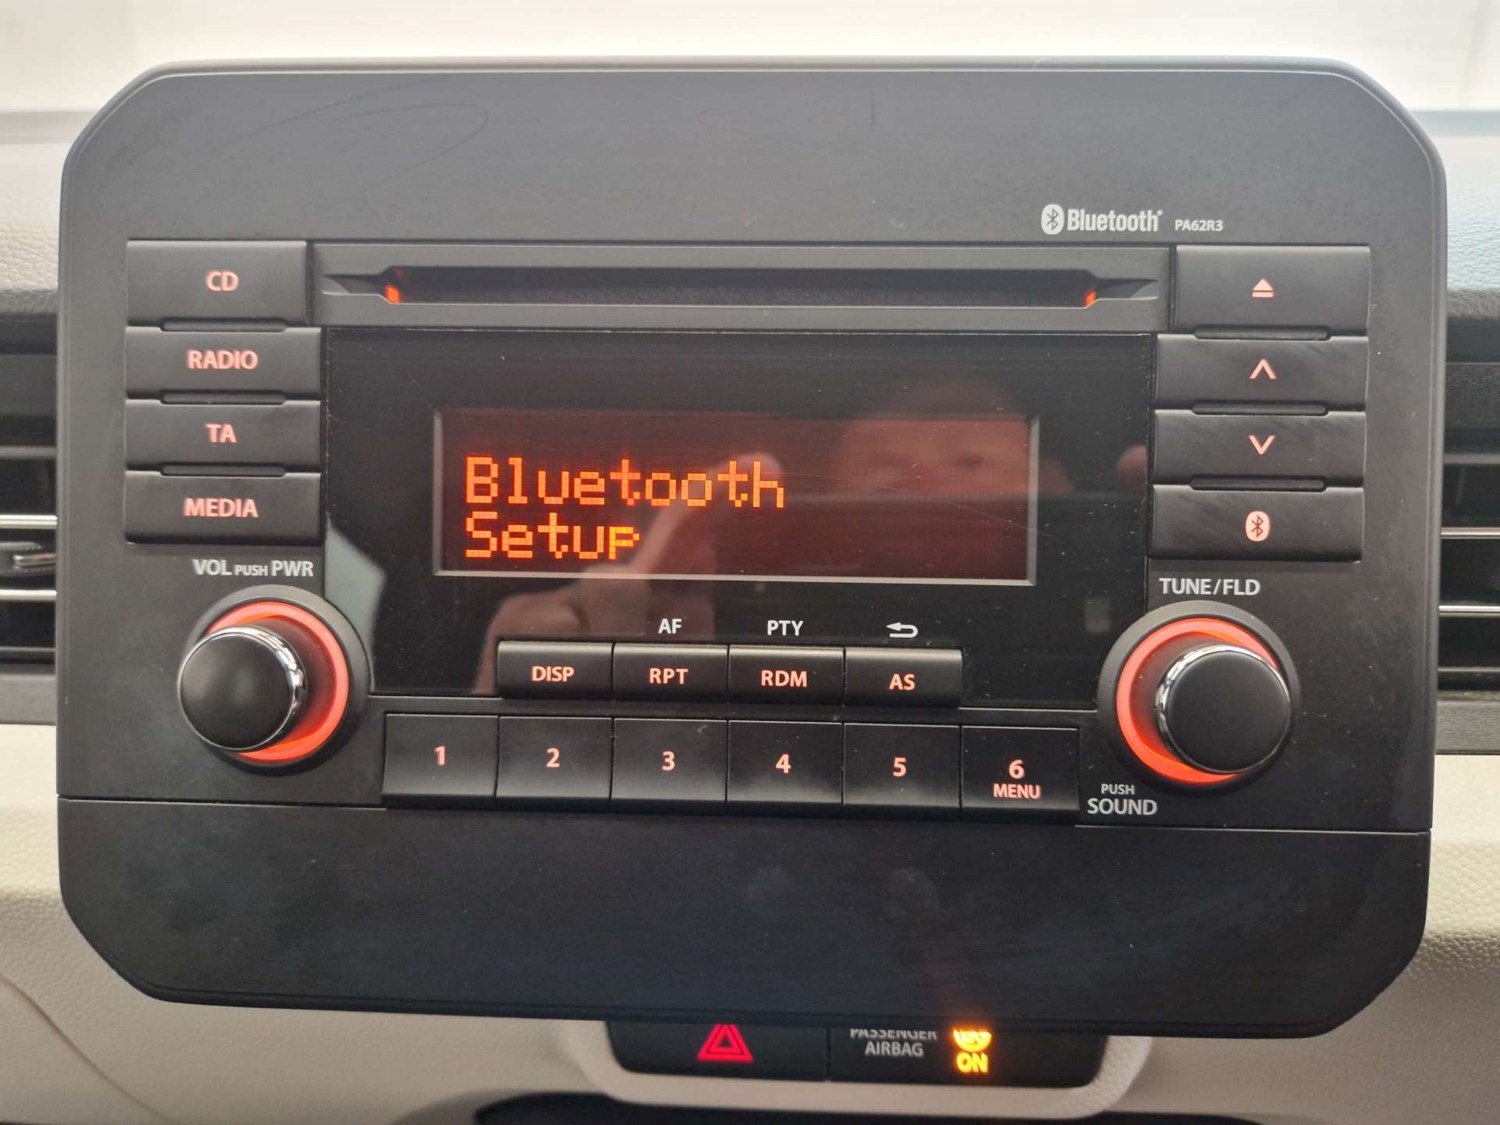 Bluetooth® PA62R3
CD
RADIO
TA
MEDIA
Bluetooth
Setup
VOL PUSH PWR
TUNE/FLD
AF PTY
DISP RPT RDM AS
1 2 3 4 5 6
MENU
PUSH
SOUND
PASSENGER
AIRBAG
ON